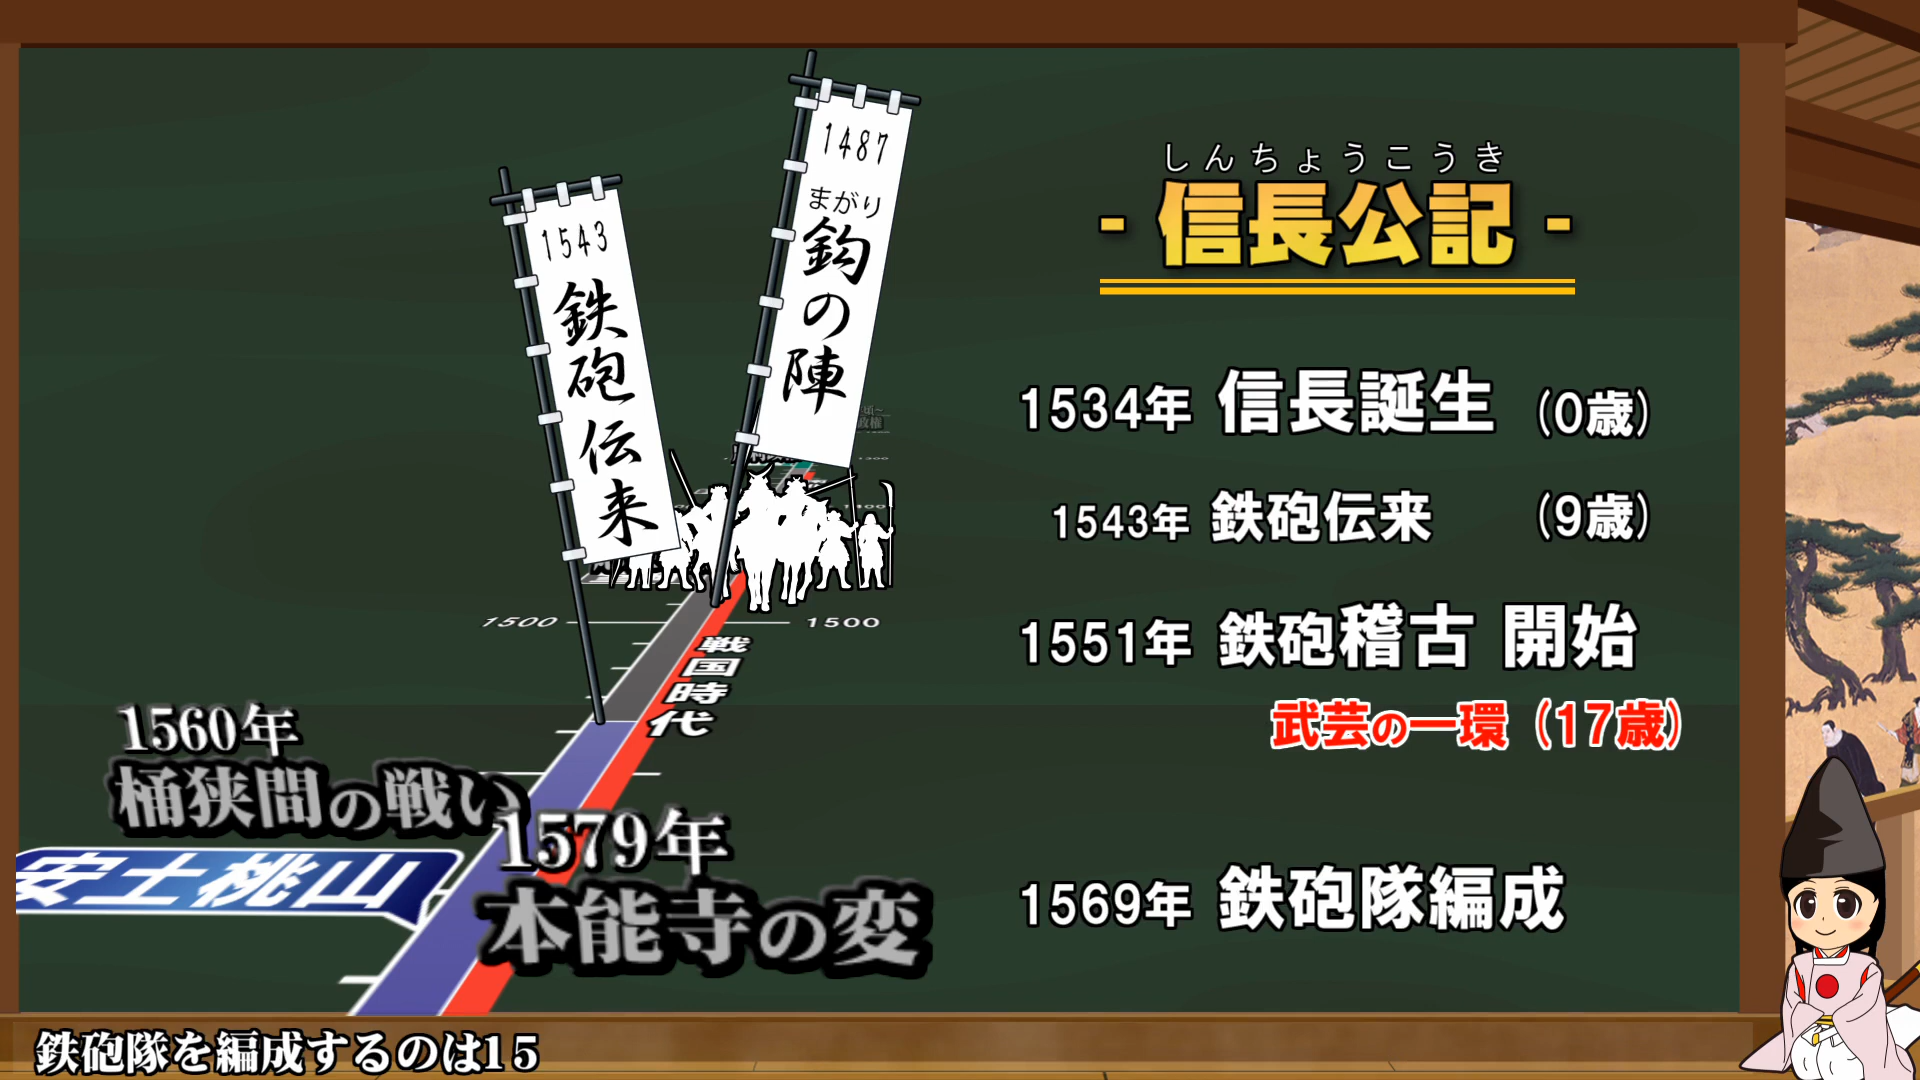 1487
まがり
鈎の陣
1543
鉄砲伝来
1500
1500
戦国時代
1560年
桶狭間の戦い
1579年
本能寺の変
安土桃山
しんちょうこうき
- 信長公記 -
1534年 信長誕生 (0歳)
1543年 鉄砲伝来 (9歳)
1551年 鉄砲稽古 開始
武芸の一環 (17歳)
1569年 鉄砲隊編成
鉄砲隊を編成するのは15